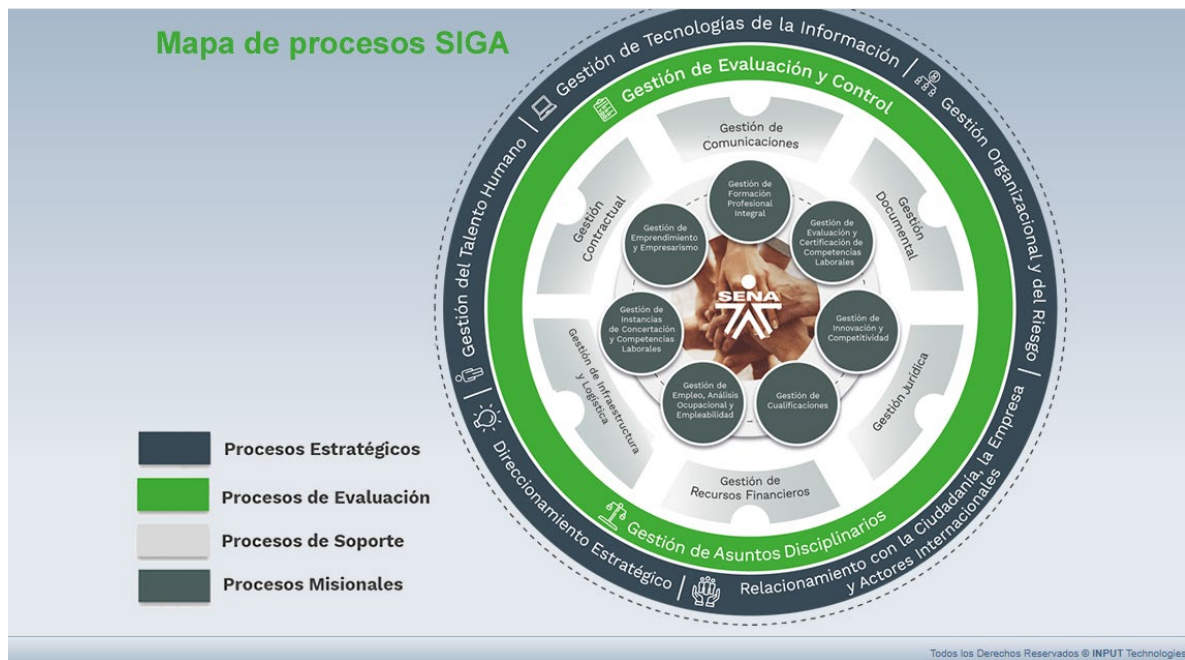 Mapa de procesos SIGA
Gestión de Tecnologías de la Información
Gestión Organizacional y del Riesgo
Relacionamiento con la Ciudadanía, la Empresa
y Actores Internacionales
Direccionamiento Estratégico
Gestión del Talento Humano
Gestión de Evaluación y Control
Gestión de Asuntos Disciplinarios
Gestión de
Comunicaciones
Gestión
Documental
Gestión Jurídica
Gestión de
Recursos Financieros
Gestión de Infraestructura
y Logística
Gestión
Contractual
Gestión de
Formación
Profesional
Integral
Gestión de
Evaluación y
Certificación de
Competencias
Laborales
Gestión de
Innovación y
Competitividad
Gestión de
Cualificaciones
Gestión de
Empleo, Análisis
Ocupacional y
Empleabilidad
Gestión de
Instancias
de Concertación
y Competencias
Laborales
Gestión de
Emprendimiento
y Empresarismo
SENA
Procesos Estratégicos
Procesos de Evaluación
Procesos de Soporte
Procesos Misionales
Todos los Derechos Reservados © INPUT Technologies